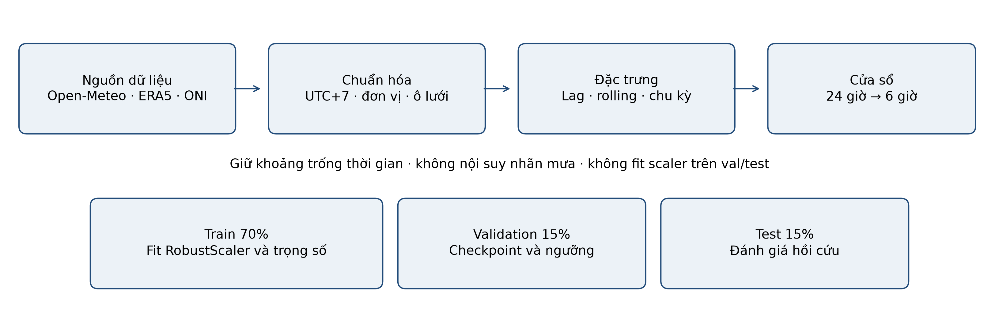 Nguồn dữ liệu
Open-Meteo · ERA5 · ONI
Chuẩn hóa
UTC+7 · đơn vị · ô lưới
Đặc trưng
Lag · rolling · chu kỳ
Cửa sổ
24 giờ → 6 giờ
Giữ khoảng trống thời gian · không nội suy nhãn mưa · không fit scaler trên val/test
Train 70%
Fit RobustScaler và trọng số
Validation 15%
Checkpoint và ngưỡng
Test 15%
Đánh giá hồi cứu